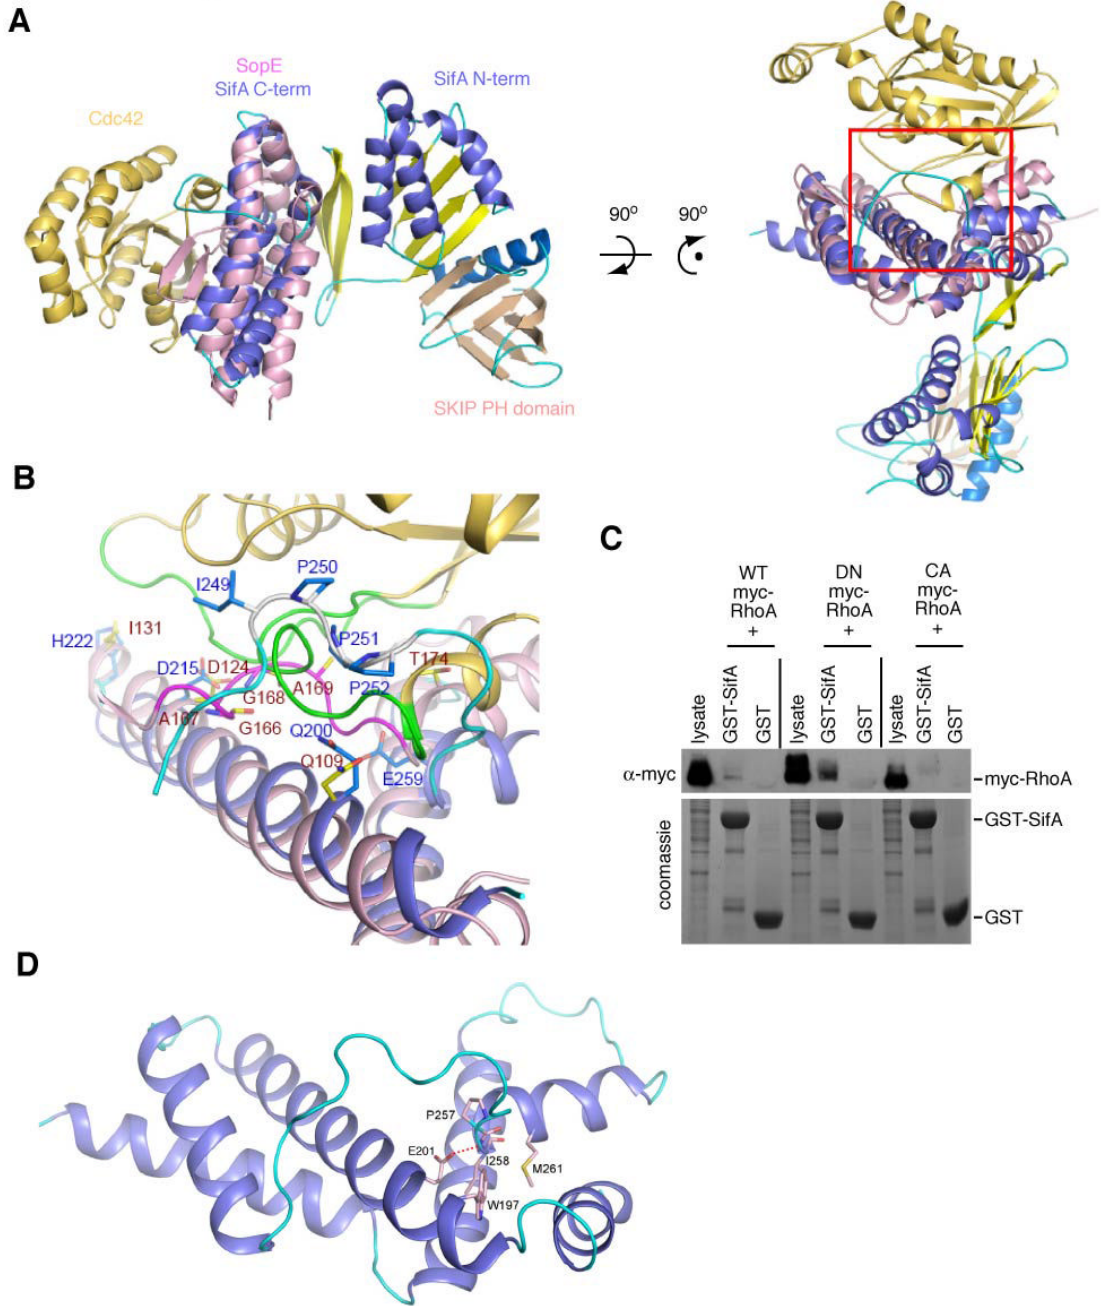 A
SopE
SifA C-term
SifA N-term
Cdc42
90º
90º
SKIP PH domain
B
I249
P250
H222
I131
P251
D215
D124
T174
G168
A169
P252
A167
G166
Q200
Q109
E259
C
WT
myc-
RhoA
+
DN
myc-
RhoA
+
CA
myc-
RhoA
+
lysate
GST-SifA
GST
lysate
GST-SifA
GST
lysate
GST-SifA
GST
α-myc
myc-RhoA
coomassie
GST-SifA
GST
D
P257
E201
I258
M261
W197